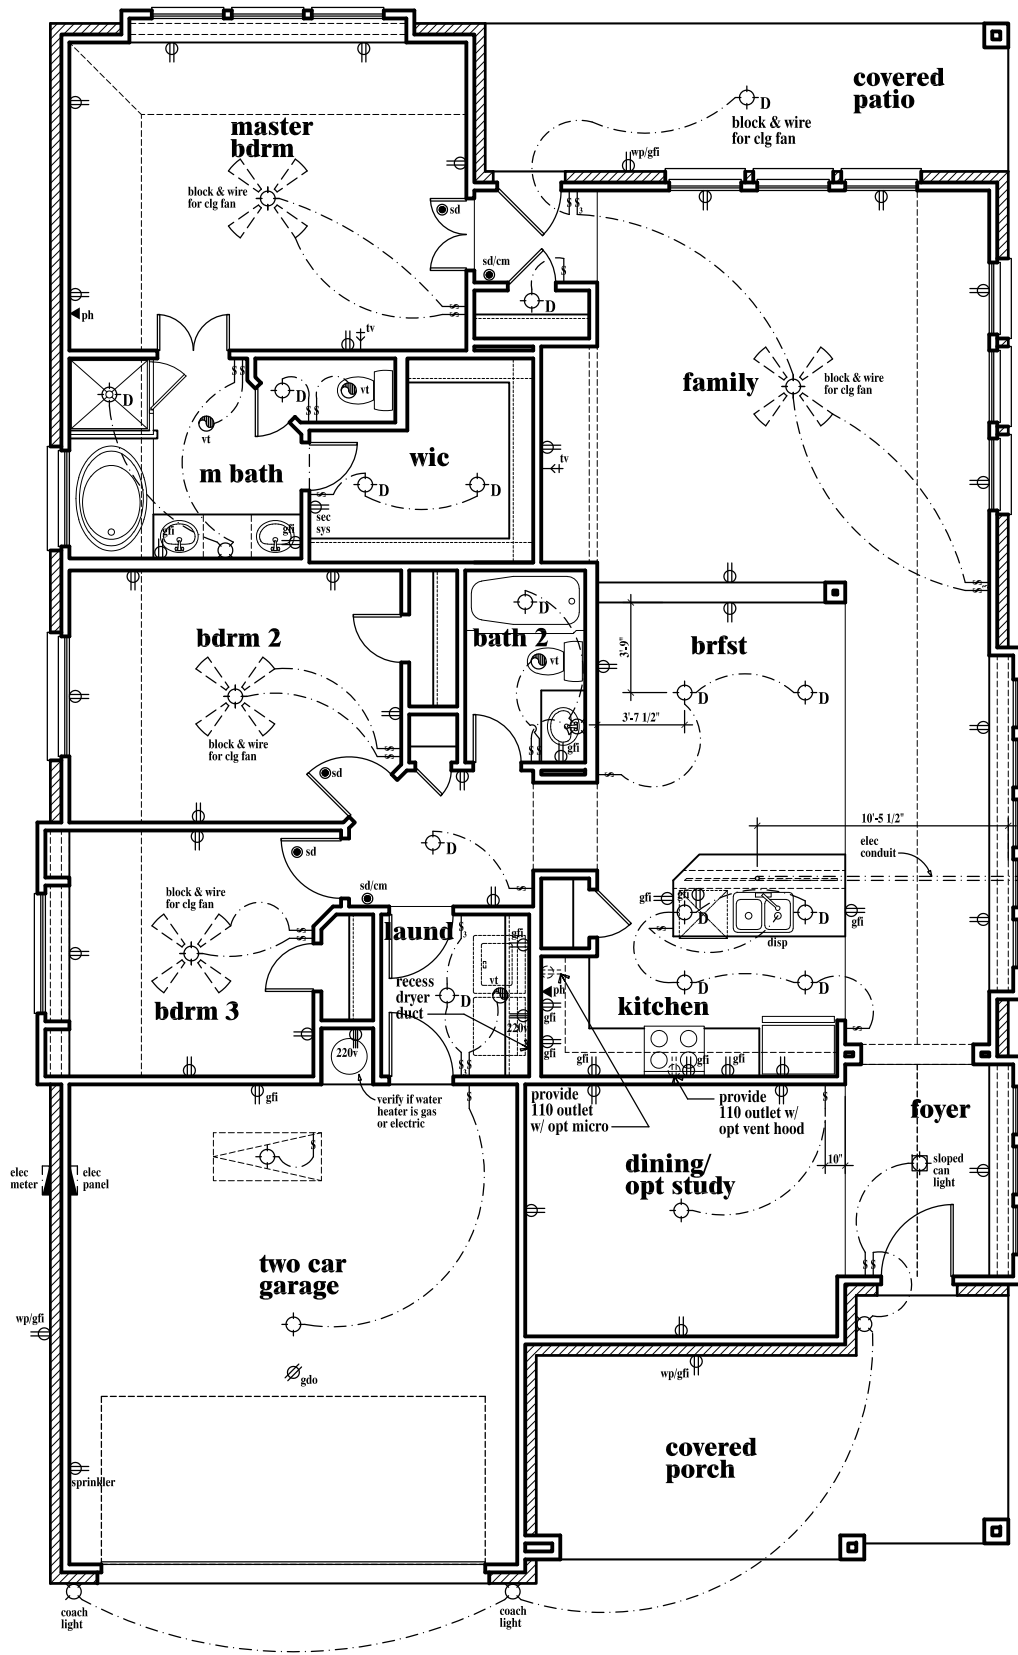 covered
patio
D
block & wire
for clg fan
wp/gfi
master
bdrm
block & wire
for clg fan
sd
$ $
3
sd/cm
$
D
ph
$
$
tv
family
block & wire
for clg fan
$ $
D
vt
D
$ $
vt
m bath
wic
tv
D
D
$
sec
sys
gfi
gfi
$
$
3
bdrm 2
block & wire
for clg fan
D
bath 2
vt
3'-9"
brfst
D
D
3'-7 1/2"
gfi
$ $
$
$
$
sd
$
10'-5 1/2"
elec
conduit
D
sd
sd/cm
$
block & wire
for clg fan
$
$
gfi
gfi
D
D
gfi
disp
$
laund
$
3
gfi
recess
dryer
duct
vt
D
220v
bdrm 3
ph
gfi
D
D
kitchen
$
gfi
gfi
gfi
gfi
220v
$ $
3
verify if water
heater is gas
or electric
gfi
$
provide
110 outlet
w/ opt micro
provide
110 outlet w/
opt vent hood
$
foyer
10"
sloped
can
light
elec
meter
elec
panel
$
dining/
opt study
$ $
two car
garage
wp/gfi
gdo
wp/gfi
covered
porch
sprinkler
coach
light
coach
light